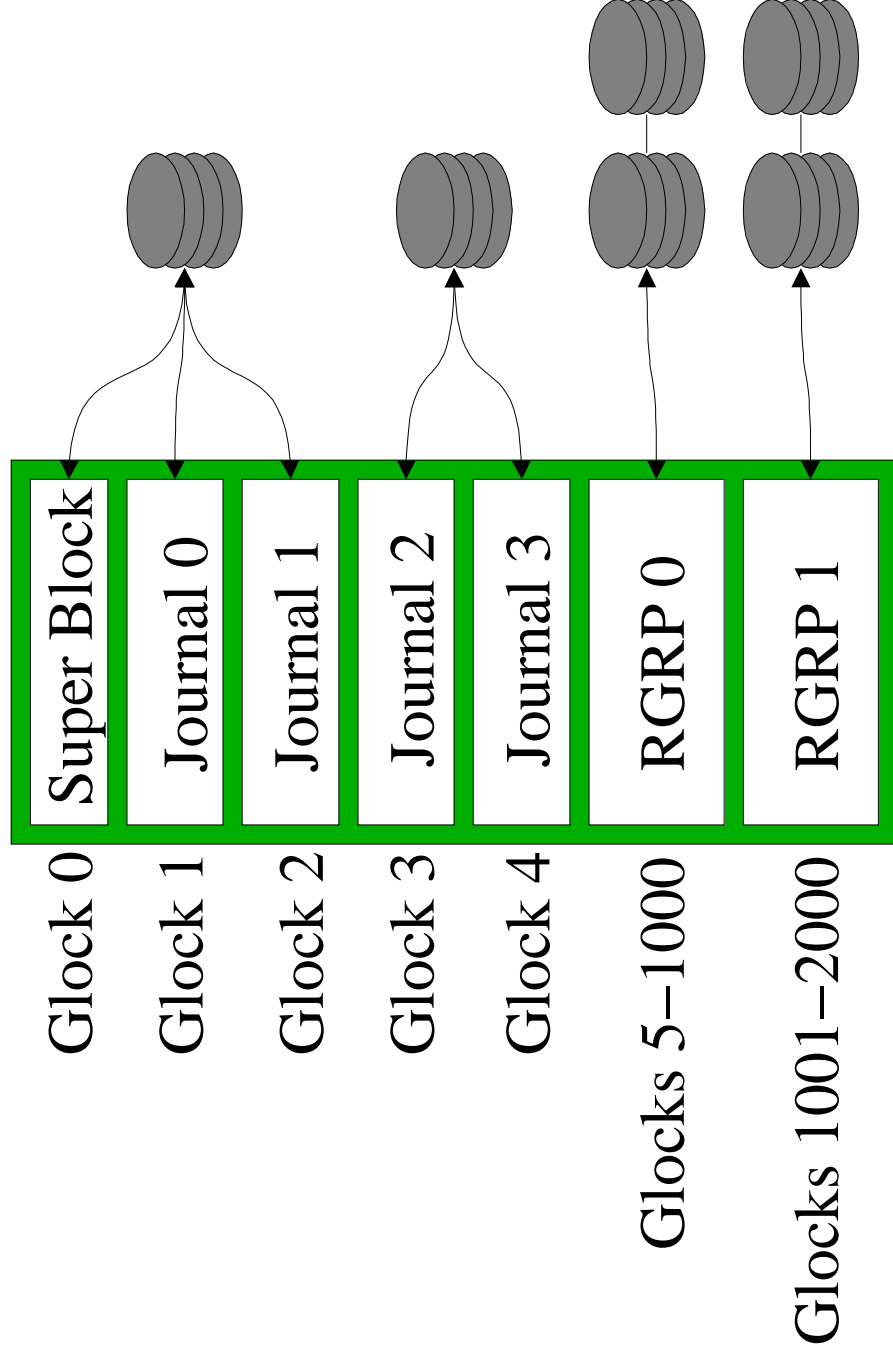 Glock 0
Super Block
Glock 1
Journal 0
Glock 2
Journal 1
Glock 3
Journal 2
Glock 4
Journal 3
Glocks 5−1000
RGRP 0
Glocks 1001−2000
RGRP 1